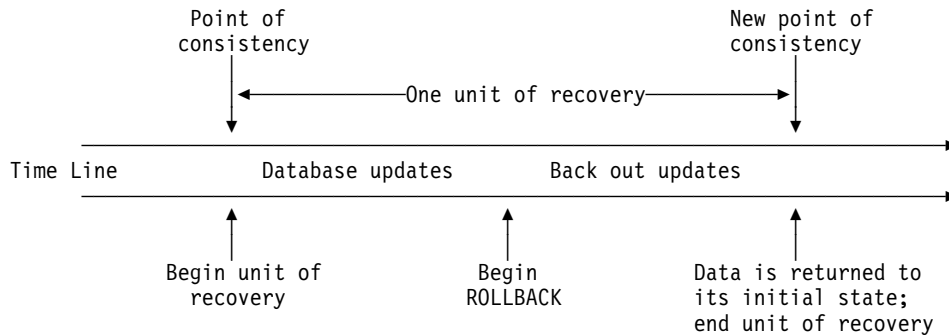 Point of
consistency
New point of
consistency
One unit of recovery
Time Line
Database updates
Back out updates
Begin unit of
recovery
Begin
ROLLBACK
Data is returned to
its initial state;
end unit of recovery